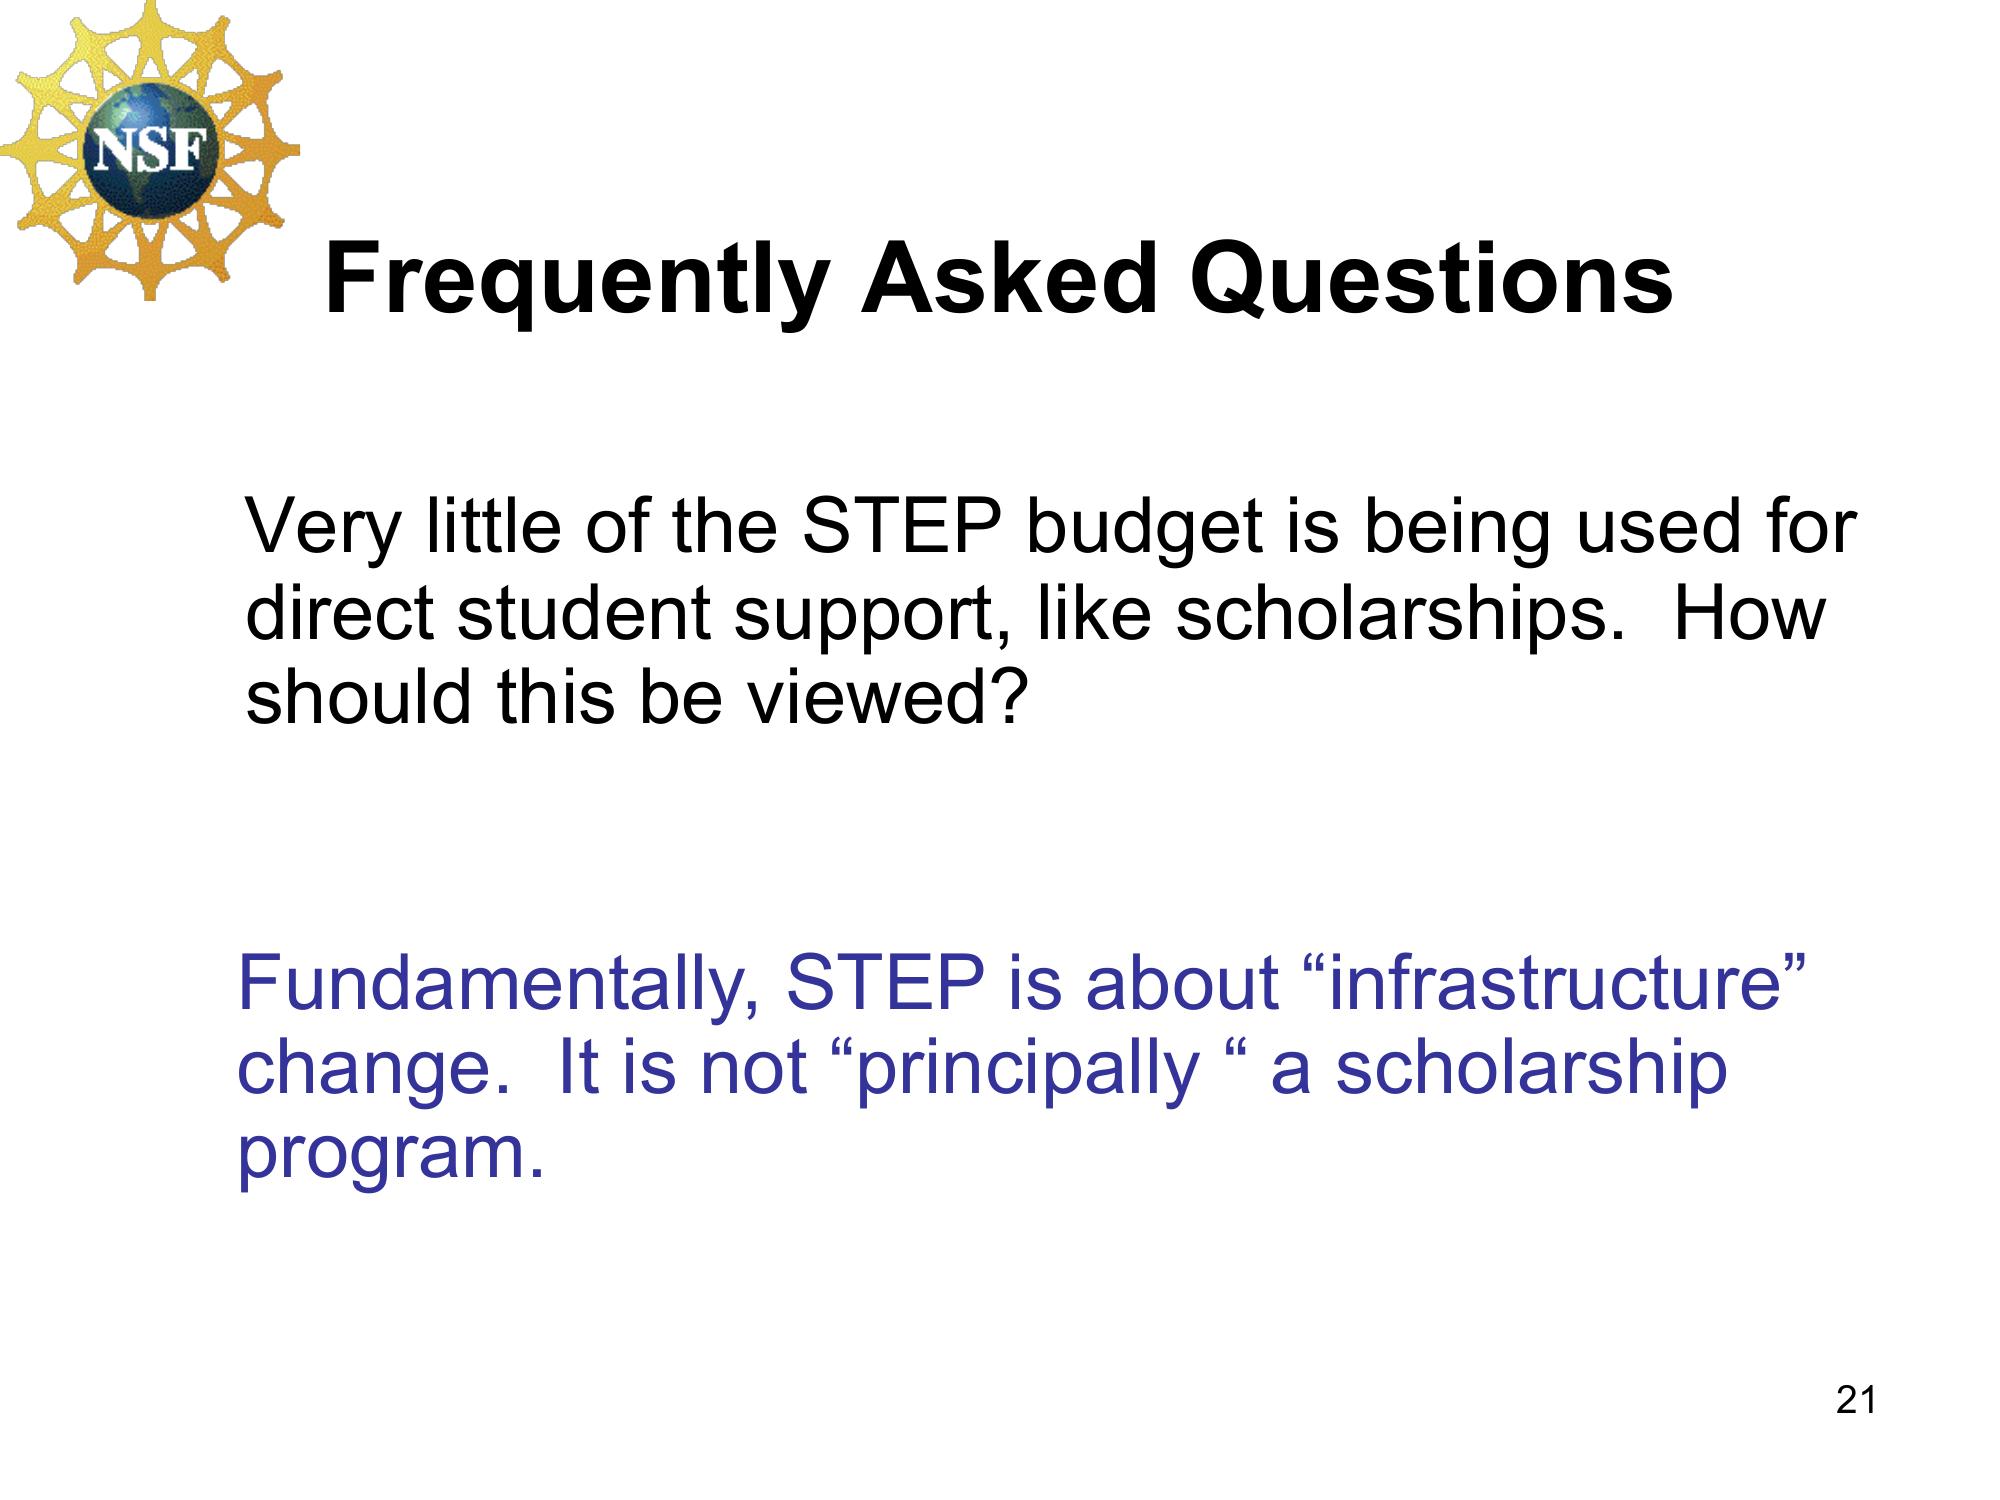 NSF
Frequently Asked Questions
Very little of the STEP budget is being used for
direct student support, like scholarships.  How
should this be viewed?
Fundamentally, STEP is about “infrastructure”
change.  It is not “principally “ a scholarship
program.
21